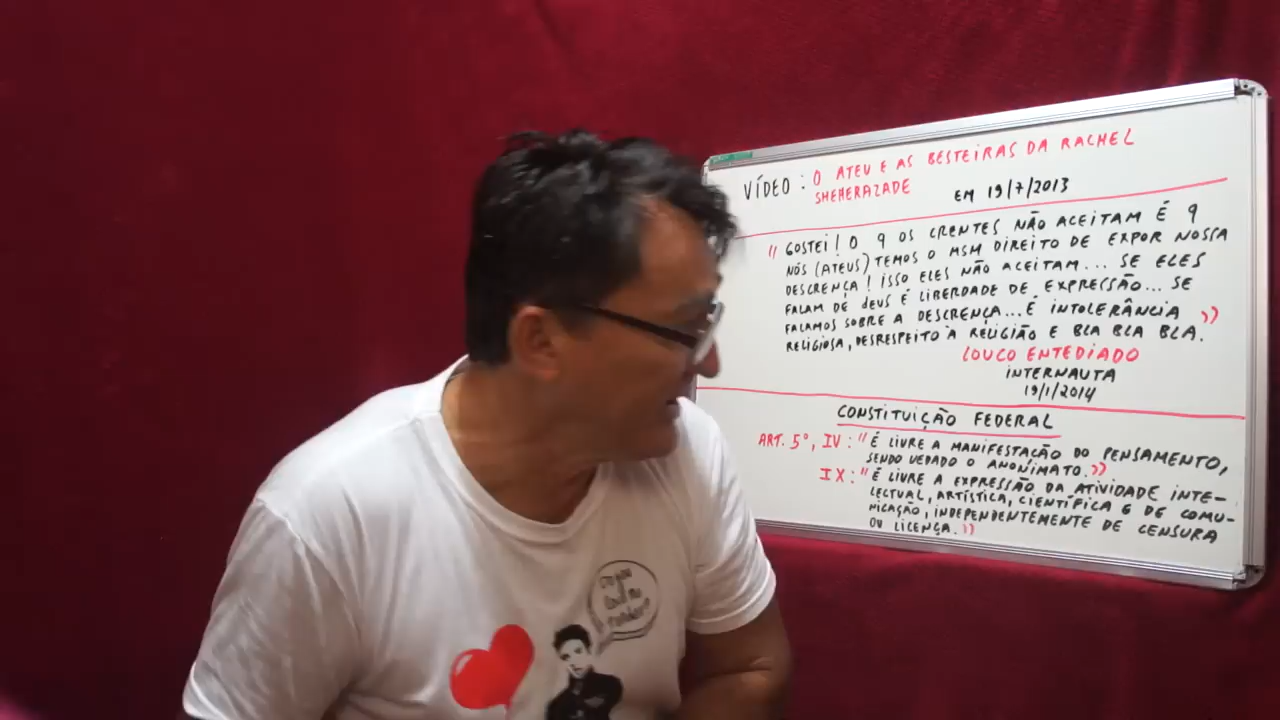 VÍDEO: O ATEU E AS BESTEIRAS DA RACHEL
SHEHERAZADE EM 19/7/2013
"GOSTEI! O Q OS CRENTES NÃO ACEITAM É Q
NÓS (ATEUS) TEMOS O MSM DIREITO DE EXPOR NOSSA
DESCRENÇA! ISSO ELES NÃO ACEITAM... SE ELES
FALAM DE DEUS É LIBERDADE DE EXPRESSÃO... SE
FALAMOS SOBRE A DESCRENÇA... É INTOLERÂNCIA
RELIGIOSA, DESRESPEITO À RELIGIÃO E BLA BLA BLA."
LOUCO ENTEDIADO
INTERNAUTA
19/1/2014
CONSTITUIÇÃO FEDERAL
ART. 5º, IV: "É LIVRE A MANIFESTAÇÃO DO PENSAMENTO,
SENDO VEDADO O ANONIMATO."
IX: "É LIVRE A EXPRESSÃO DA ATIVIDADE INTE-
LECTUAL, ARTÍSTICA, CIENTÍFICA E DE COMU-
NICAÇÃO, INDEPENDENTEMENTE DE CENSURA
OU LICENÇA."